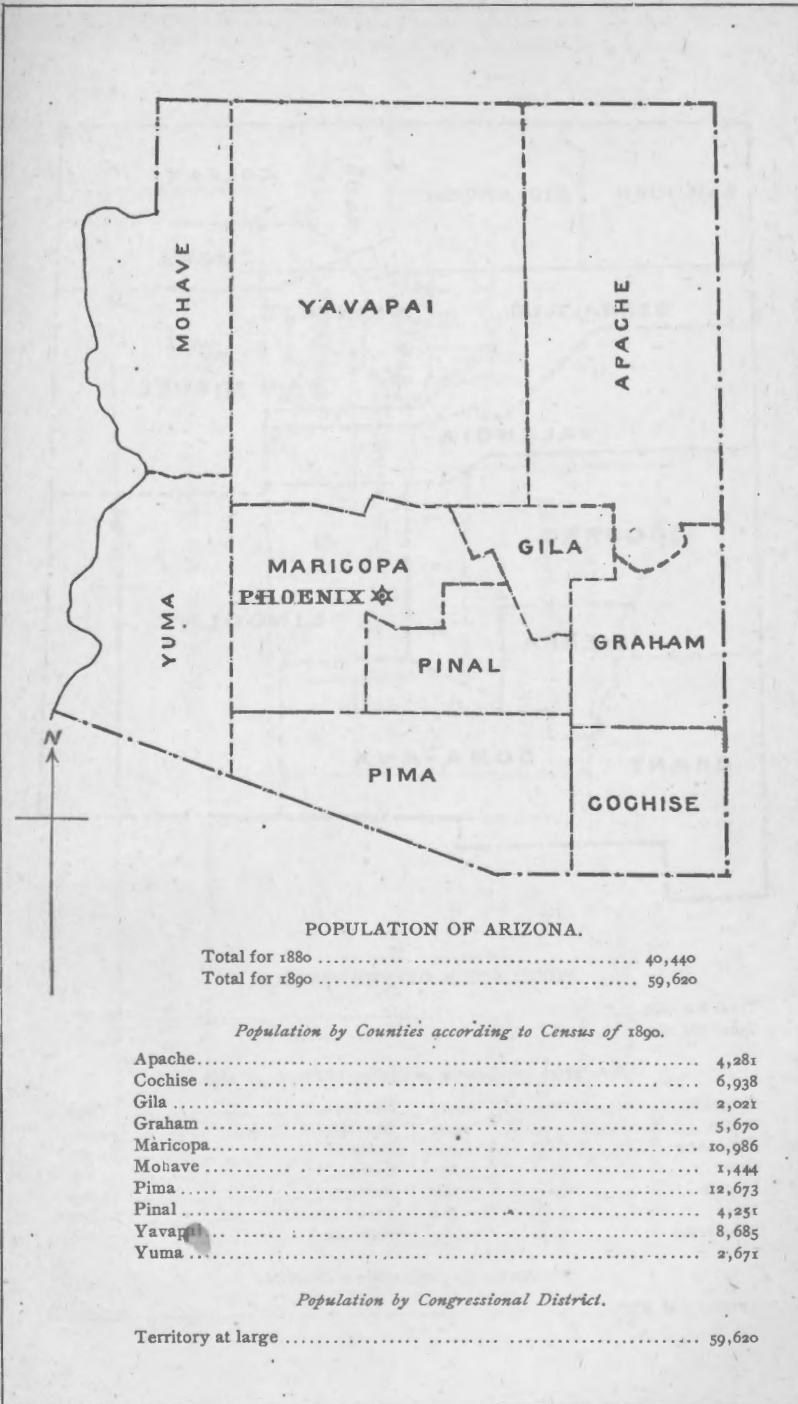 MOHAVE
YAVAPAI
APACHE
MARICOPA
PHOENIX
GILA
YUMA
PINAL
GRAHAM
N
PIMA
COCHISE
POPULATION OF ARIZONA.
Total for 1880 .................. 40,440
Total for 1890 .................. 59,620
Population by Counties according to Census of 1890.
Apache .................. 4,281
Cochise .................. 6,938
Gila .................. 2,021
Graham .................. 5,670
Maricopa .................. 10,986
Mohave .................. 1,444
Pima .................. 12,673
Pinal .................. 4,251
Yavapai .................. 8,685
Yuma .................. 2,671
Population by Congressional District.
Territory at large .................. 59,620